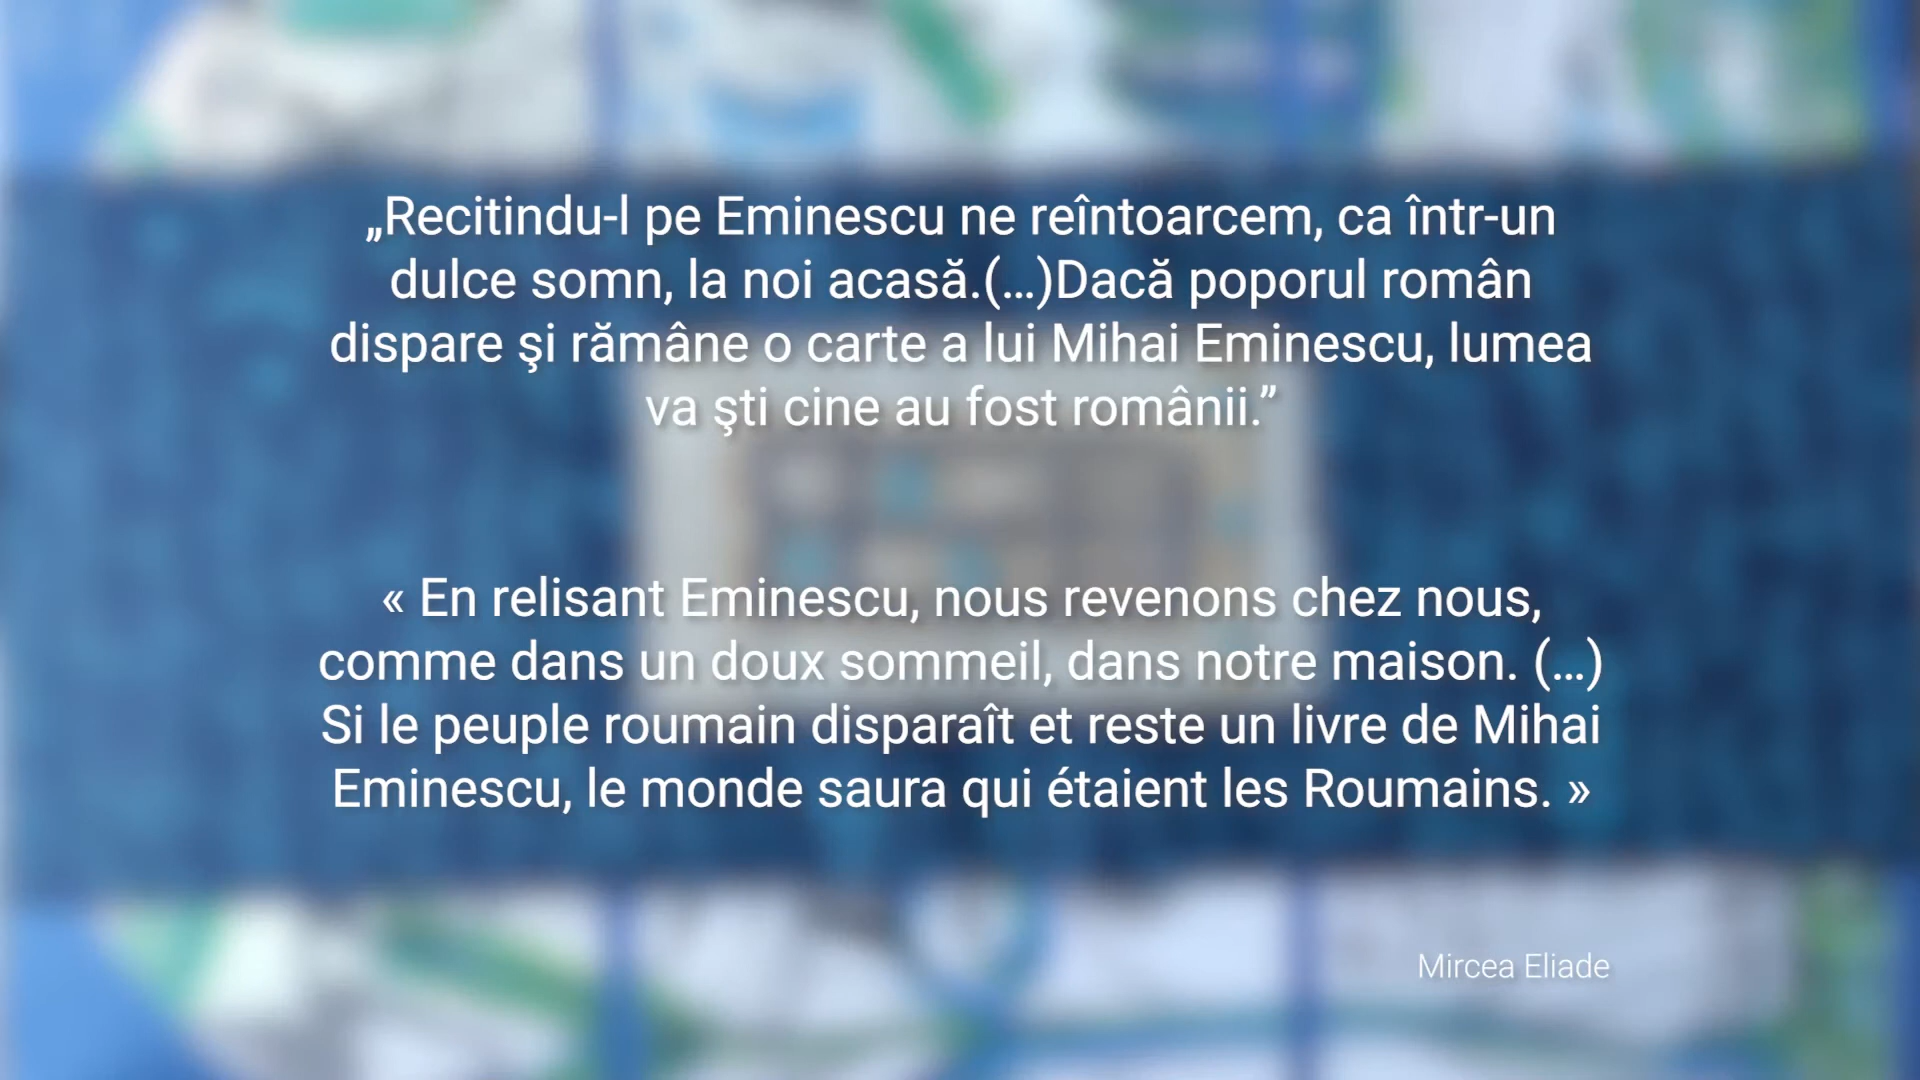 „Recitindu-l pe Eminescu ne reîntoarcem, ca într-un
dulce somn, la noi acasă.(...)Dacă poporul român
dispare şi rămâne o carte a lui Mihai Eminescu, lumea
va şti cine au fost românii.”
« En relisant Eminescu, nous revenons chez nous,
comme dans un doux sommeil, dans notre maison. (...)
Si le peuple roumain disparaît et reste un livre de Mihai
Eminescu, le monde saura qui étaient les Roumains. »
Mircea Eliade